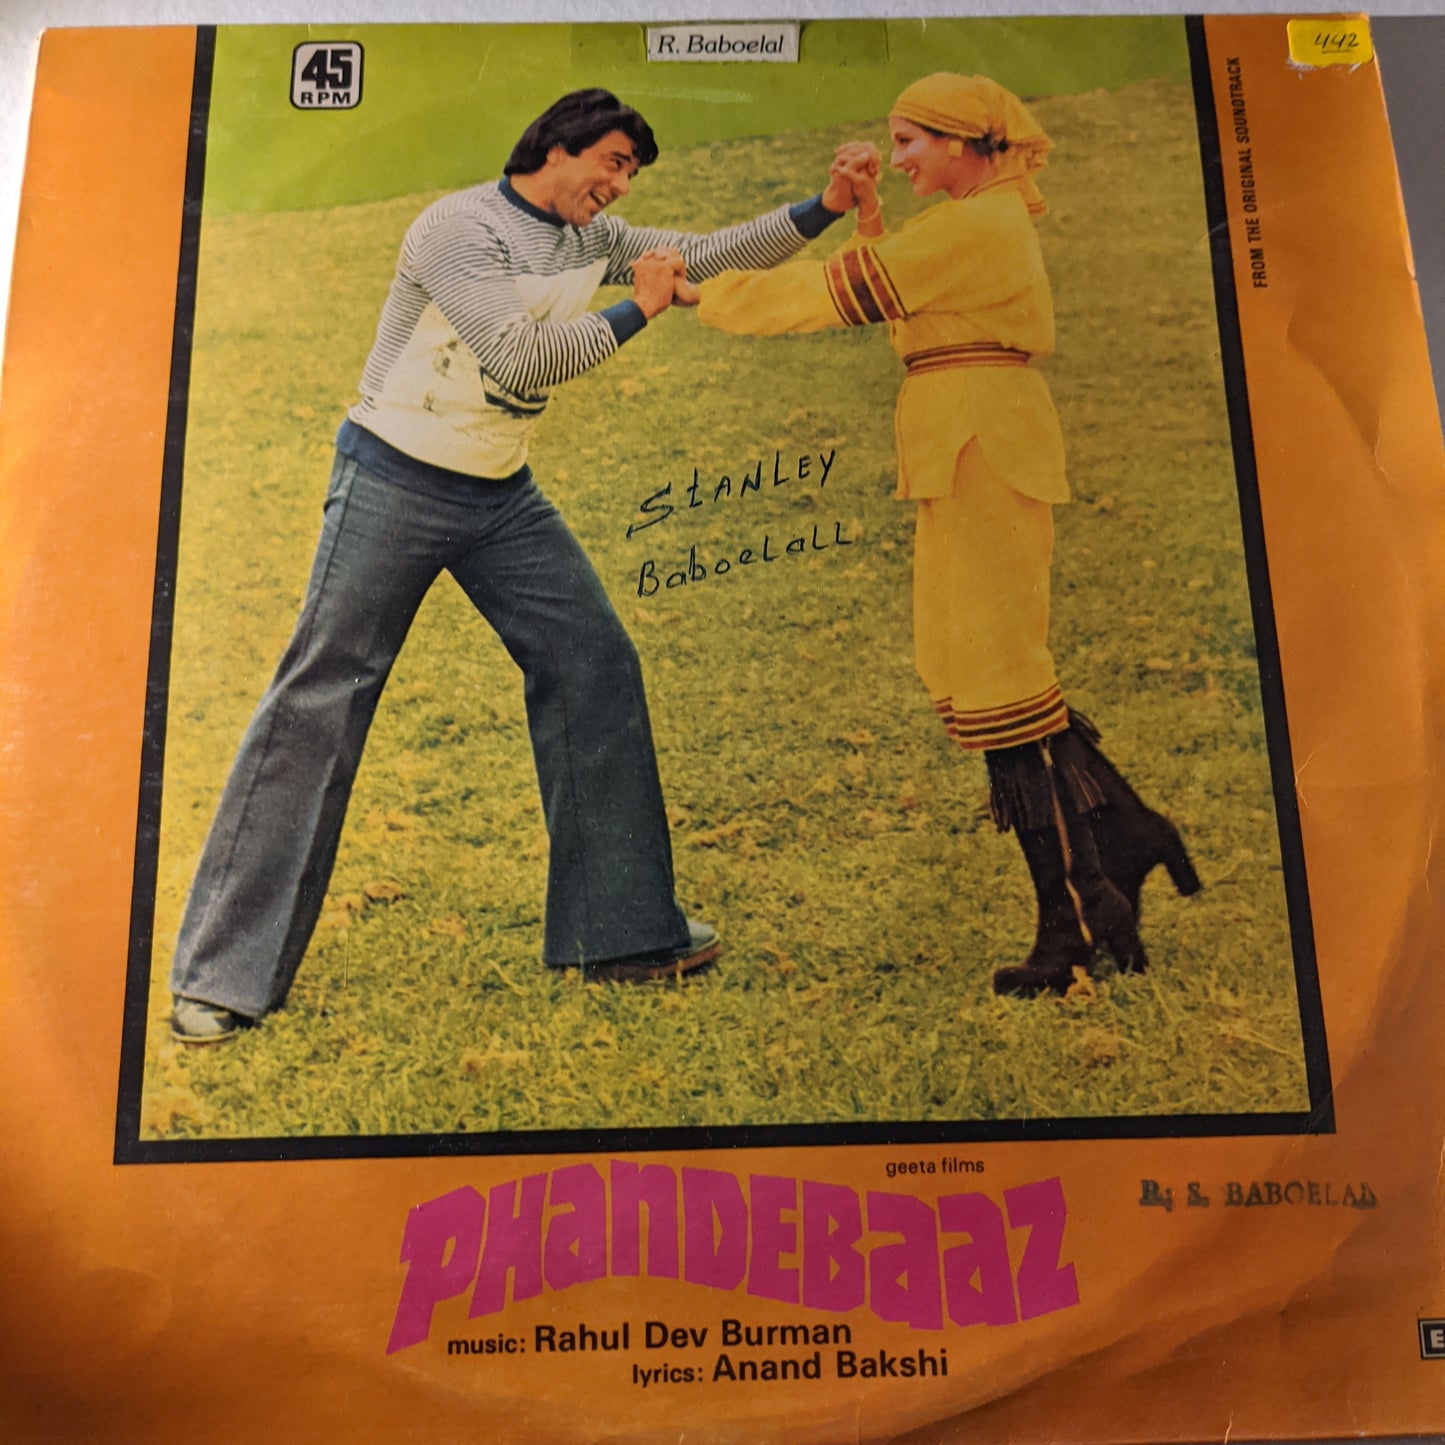 45
RPM
R. Baboelal
442
FROM THE ORIGINAL SOUNDTRACK
StANLEY
BaboeLaLL
geeta films
PHaNDEBaaZ
R; S. BABOELAL
music: Rahul Dev Burman
lyrics: Anand Bakshi